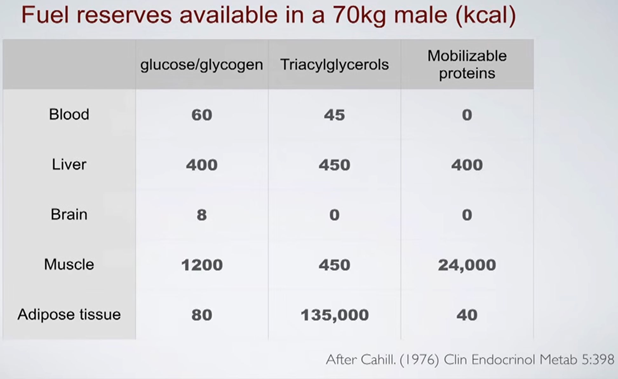 Fuel reserves available in a 70kg male (kcal)
glucose/glycogen Triacylglycerols Mobilizable proteins
Blood 60 45 0
Liver 400 450 400
Brain 8 0 0
Muscle 1200 450 24,000
Adipose tissue 80 135,000 40
After Cahill. (1976) Clin Endocrinol Metab 5:398